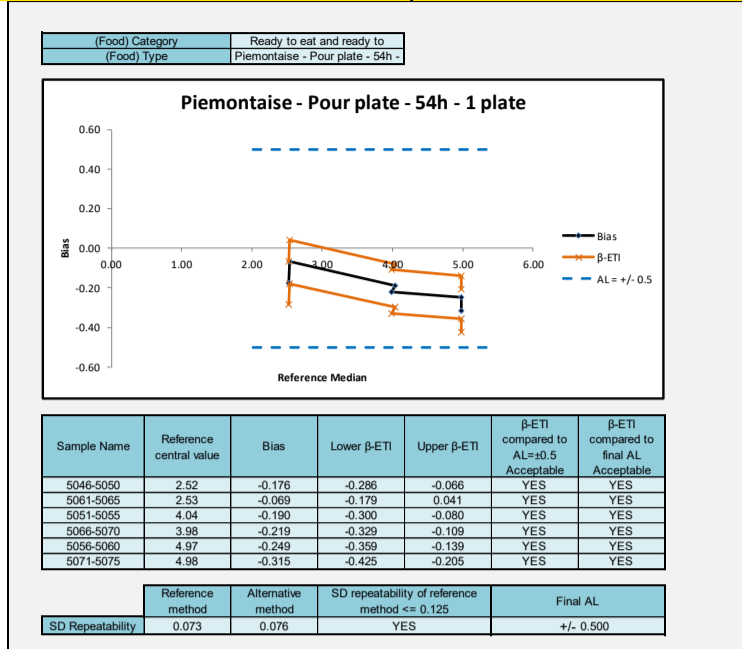 (Food) Category Ready to eat and ready to
(Food) Type Piemontaise - Pour plate - 54h -
Piemontaise - Pour plate - 54h - 1 plate
0.60
0.40
0.20
0.00
-0.20
-0.40
-0.60
0.00 1.00 2.00 3.00 4.00 5.00 6.00
Bias
Reference Median
Bias
β-ETI
AL = +/- 0.5
Sample Name Reference central value Bias Lower β-ETI Upper β-ETI β-ETI compared to AL=±0.5 Acceptable β-ETI compared to final AL Acceptable
5046-5050 2.52 -0.176 -0.286 -0.066 YES YES
5061-5065 2.53 -0.069 -0.179 0.041 YES YES
5051-5055 4.04 -0.190 -0.300 -0.080 YES YES
5066-5070 3.98 -0.219 -0.329 -0.109 YES YES
5056-5060 4.97 -0.249 -0.359 -0.139 YES YES
5071-5075 4.98 -0.315 -0.425 -0.205 YES YES
Reference method Alternative method SD repeatability of reference method <= 0.125 Final AL
SD Repeatability 0.073 0.076 YES +/- 0.500